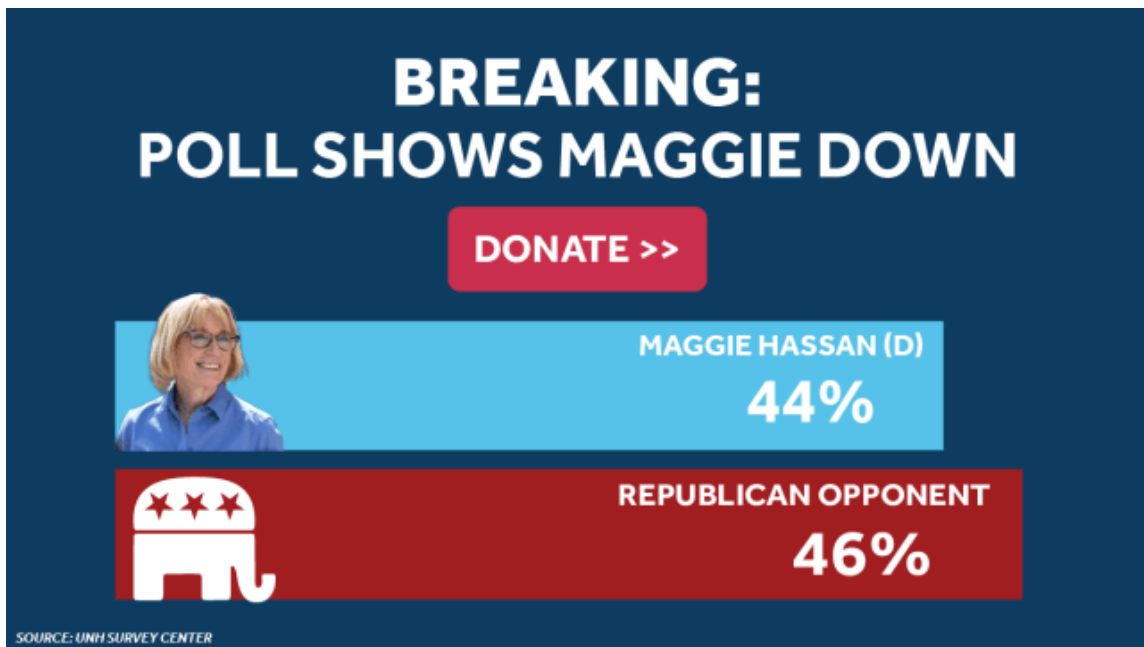 BREAKING:
POLL SHOWS MAGGIE DOWN
DONATE >>
MAGGIE HASSAN (D)
44%
REPUBLICAN OPPONENT
46%
SOURCE: UNH SURVEY CENTER